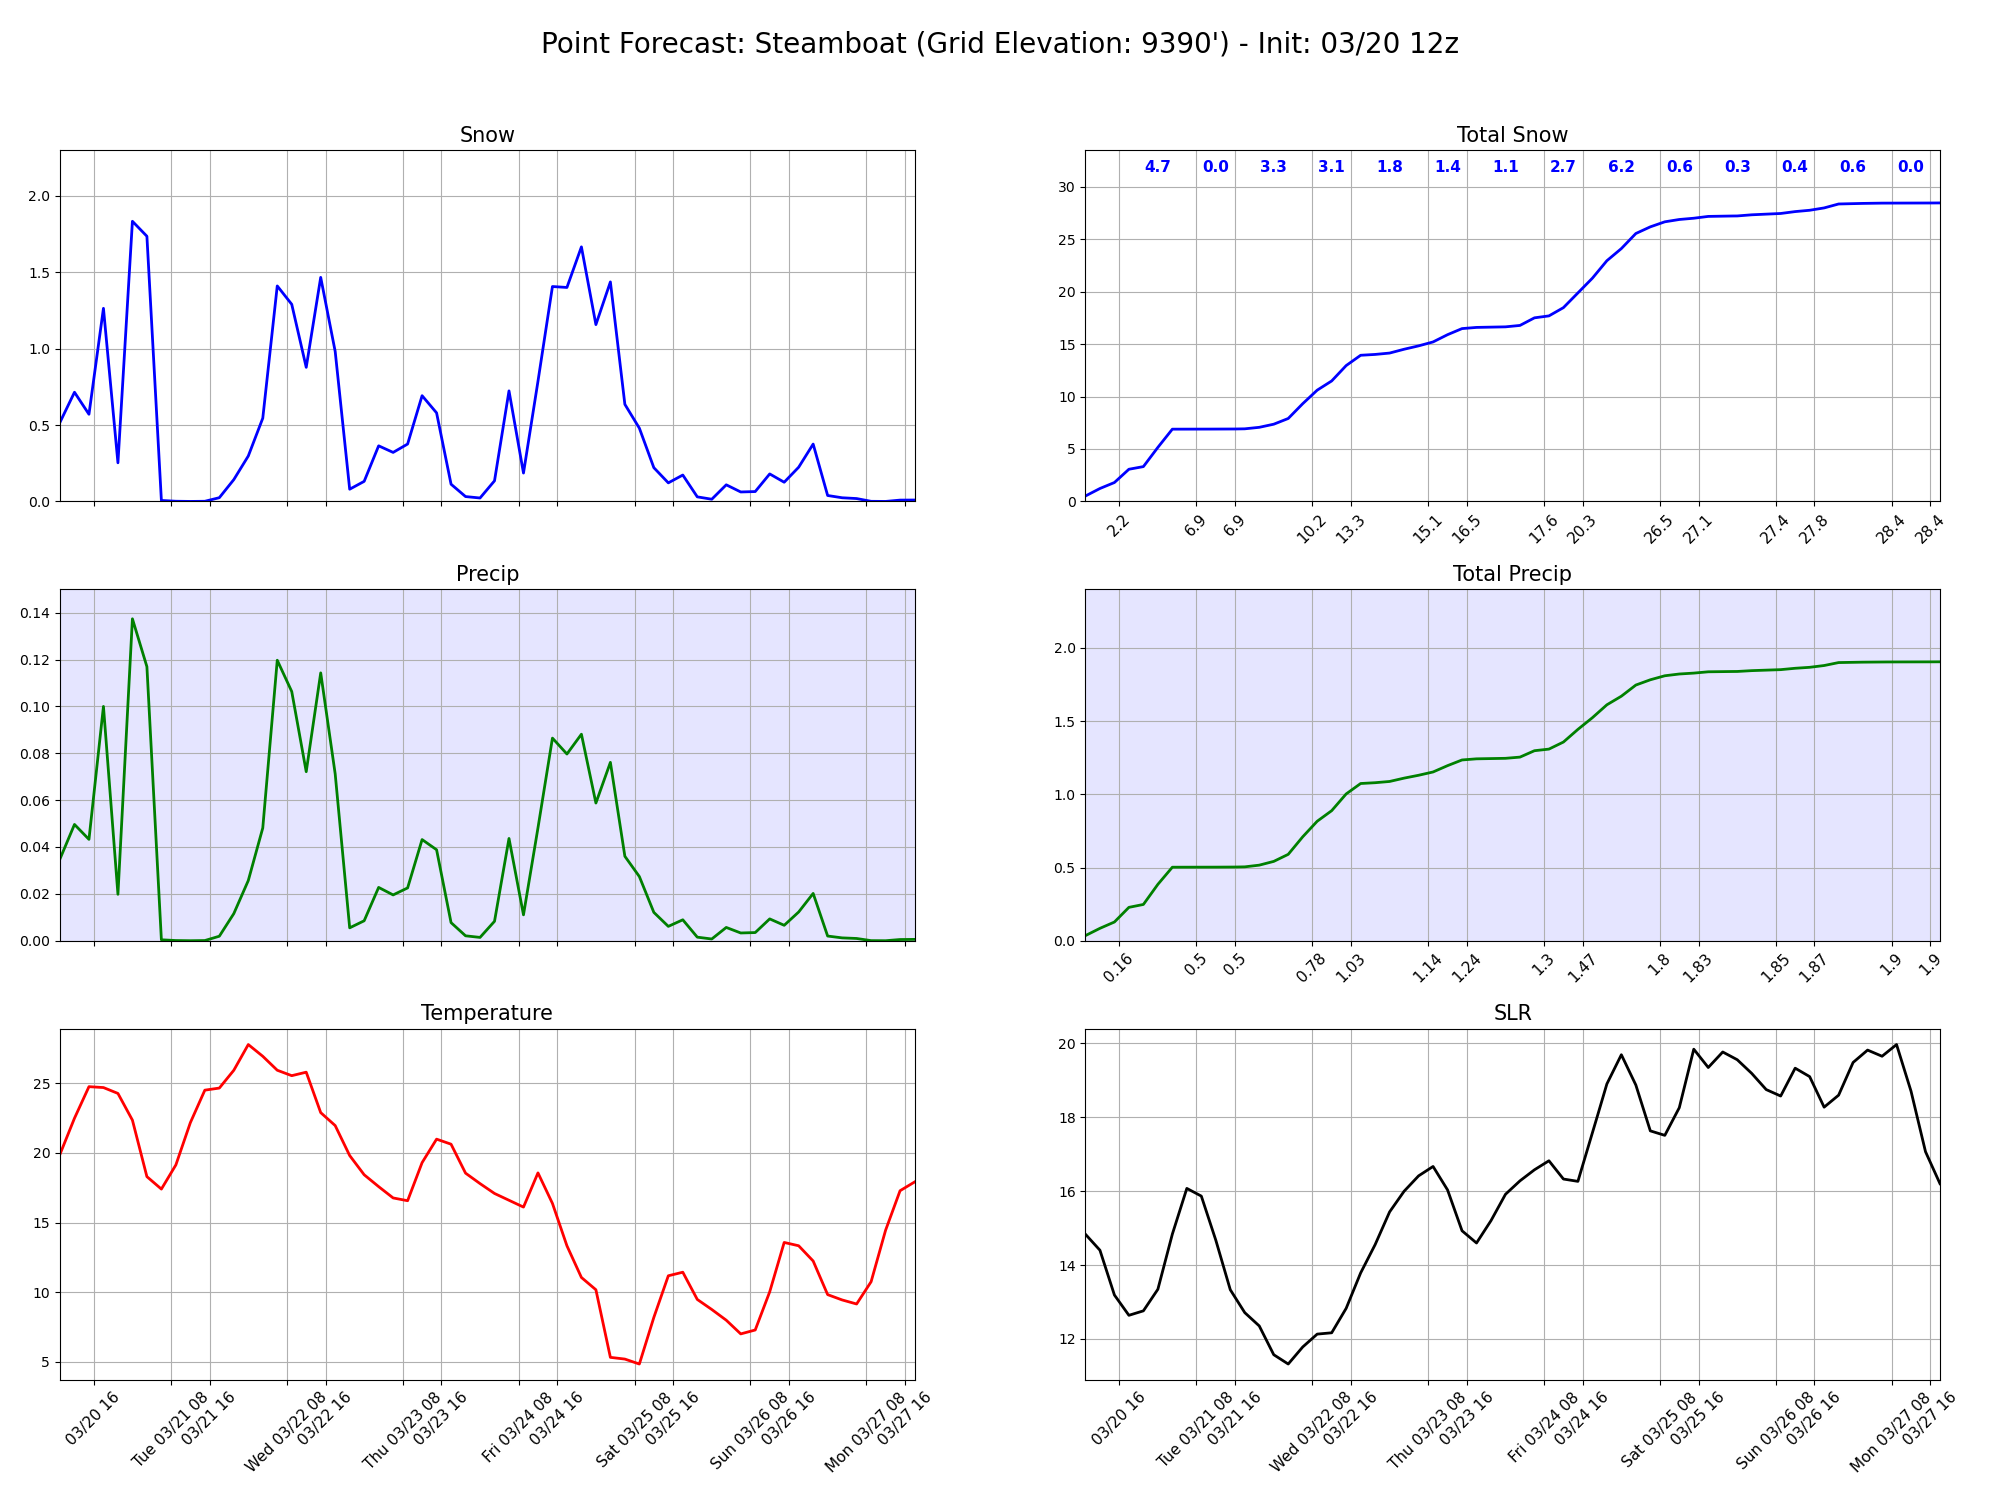 Point Forecast: Steamboat (Grid Elevation: 9390') - Init: 03/20 12z
Snow
2.0
1.5
1.0
0.5
0.0
Total Snow
4.7 0.0 3.3 3.1 1.8 1.4 1.1 2.7 6.2 0.6 0.3 0.4 0.6 0.0
30
25
20
15
10
5
0
2.2 6.9 6.9 10.2 13.3 15.1 16.5 17.6 20.3 26.5 27.1 27.4 27.8 28.4 28.4
Precip
0.14
0.12
0.10
0.08
0.06
0.04
0.02
0.00
Total Precip
2.0
1.5
1.0
0.5
0.0
0.16 0.5 0.5 0.78 1.03 1.14 1.24 1.3 1.47 1.8 1.83 1.85 1.87 1.9 1.9
Temperature
25
20
15
10
5
03/20 16
Tue 03/21 08
03/21 16
Wed 03/22 08
03/22 16
Thu 03/23 08
03/23 16
Fri 03/24 08
03/24 16
Sat 03/25 08
03/25 16
Sun 03/26 08
03/26 16
Mon 03/27 08
03/27 16
SLR
20
18
16
14
12
03/20 16
Tue 03/21 08
03/21 16
Wed 03/22 08
03/22 16
Thu 03/23 08
03/23 16
Fri 03/24 08
03/24 16
Sat 03/25 08
03/25 16
Sun 03/26 08
03/26 16
Mon 03/27 08
03/27 16